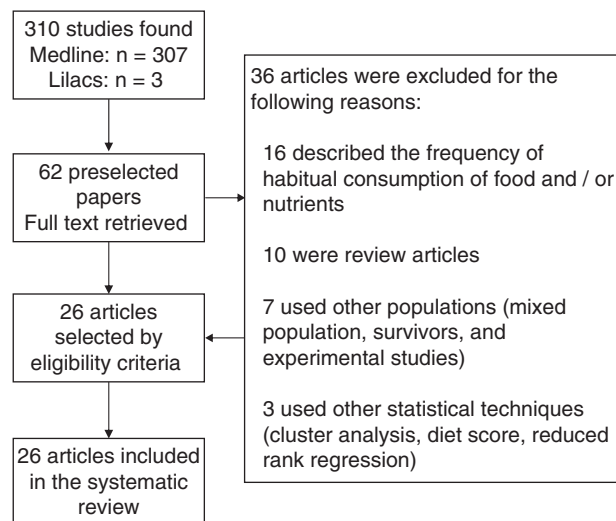 310 studies found
Medline: n = 307
Lilacs: n = 3
62 preselected
papers
Full text retrieved
36 articles were excluded for the
following reasons:
16 described the frequency of
habitual consumption of food and / or
nutrients
10 were review articles
7 used other populations (mixed
population, survivors, and
experimental studies)
3 used other statistical techniques
(cluster analysis, diet score, reduced
rank regression)
26 articles
selected by
eligibility criteria
26 articles included
in the systematic
review